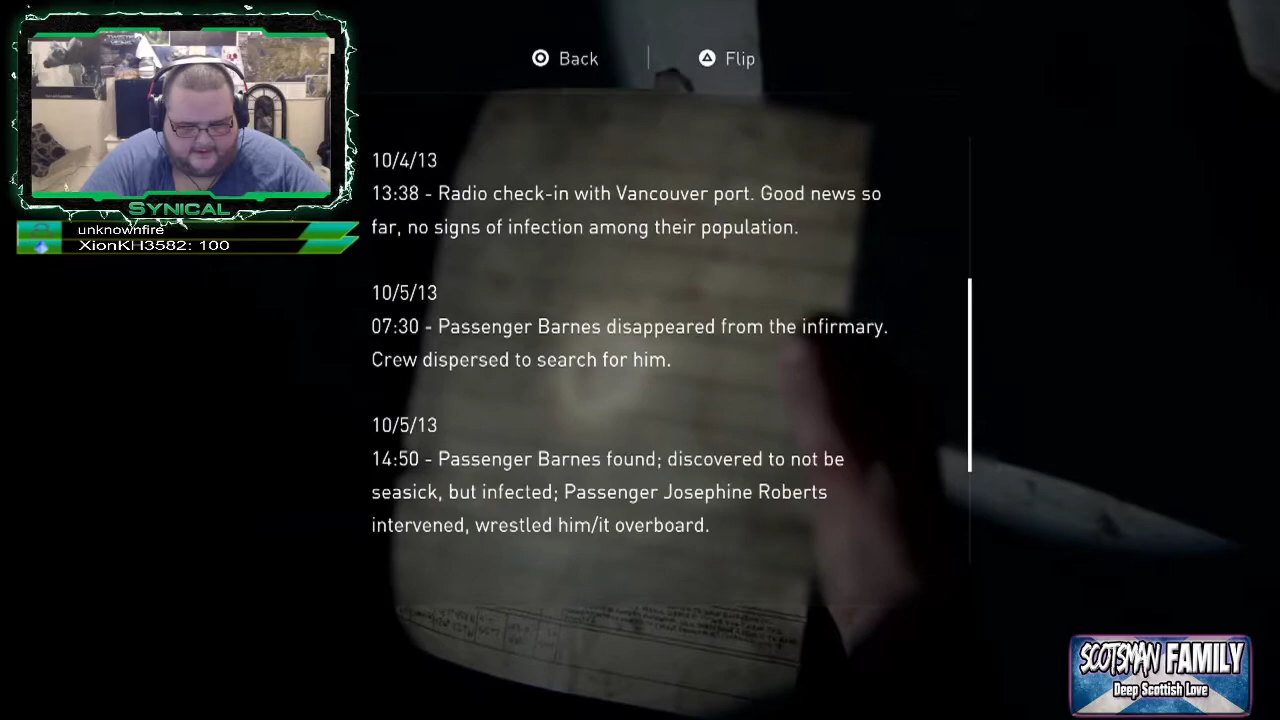 Back
Flip
10/4/13
13:38 - Radio check-in with Vancouver port. Good news so
far, no signs of infection among their population.
10/5/13
07:30 - Passenger Barnes disappeared from the infirmary.
Crew dispersed to search for him.
10/5/13
14:50 - Passenger Barnes found; discovered to not be
seasick, but infected; Passenger Josephine Roberts
intervened, wrestled him/it overboard.
SYNICAL
unknownfire
XionKH3582: 100
SCOTSMAN FAMILY
Deep Scottish Love